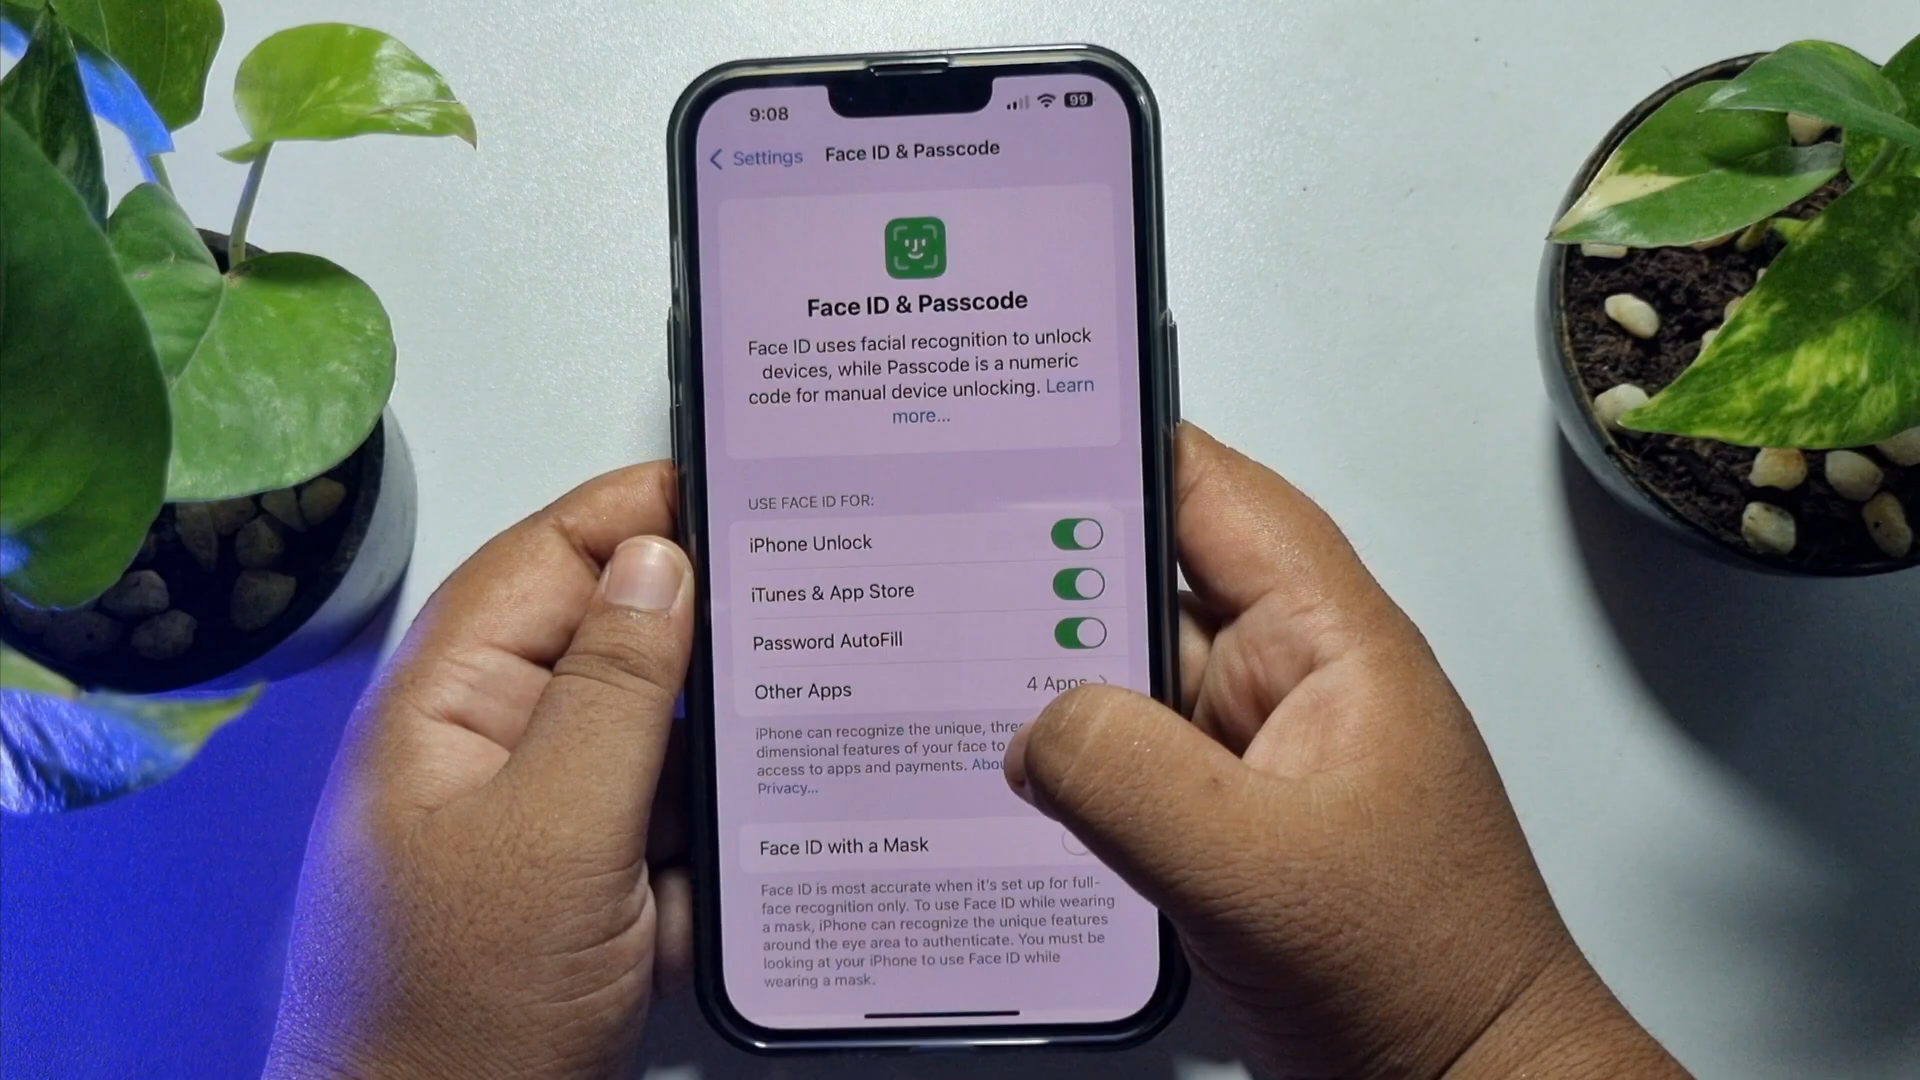 9:08
99
Settings
Face ID & Passcode
Face ID & Passcode
Face ID uses facial recognition to unlock
devices, while Passcode is a numeric
code for manual device unlocking. Learn
more...
USE FACE ID FOR:
iPhone Unlock
iTunes & App Store
Password AutoFill
Other Apps
4 Apps
iPhone can recognize the unique,
dimensional features of your face to
access to apps and payments.
Privacy...
Face ID with a Mask
Face ID is most accurate when it's set up for full-
face recognition only. To use Face ID while wearing
a mask, iPhone can recognize the unique features
around the eye area to authenticate. You must be
looking at your iPhone to use Face ID while
wearing a mask.